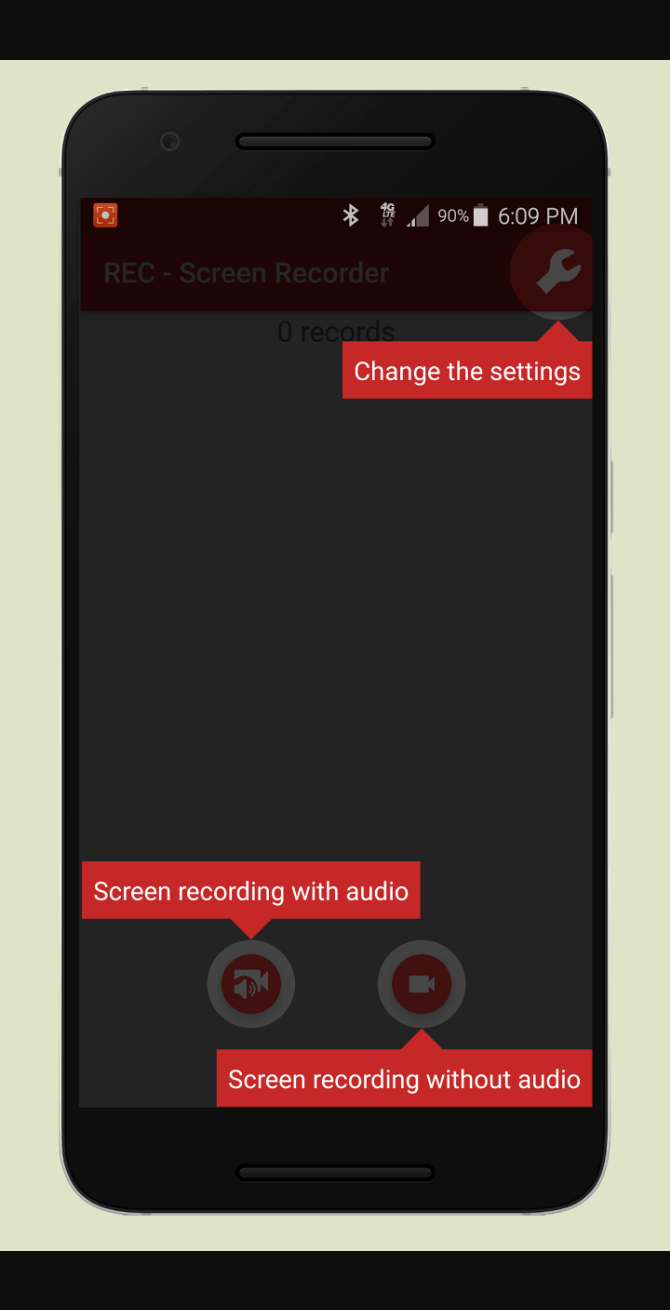 4G
LTE
90%
6:09 PM
REC - Screen Recorder
0 records
Change the settings
Screen recording with audio
Screen recording without audio